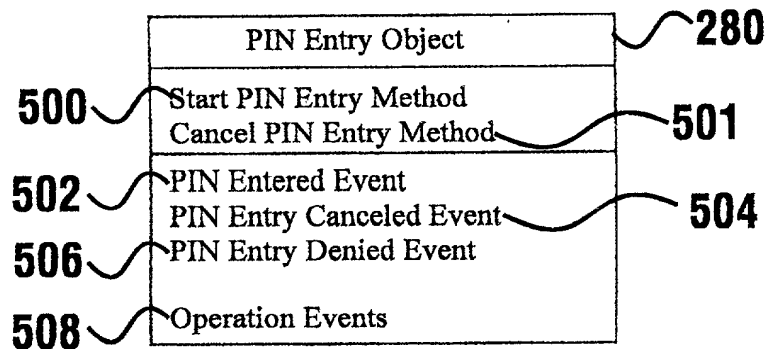 PIN Entry Object 280
500 Start PIN Entry Method
Cancel PIN Entry Method 501
502 PIN Entered Event
PIN Entry Canceled Event 504
506 PIN Entry Denied Event
508 Operation Events